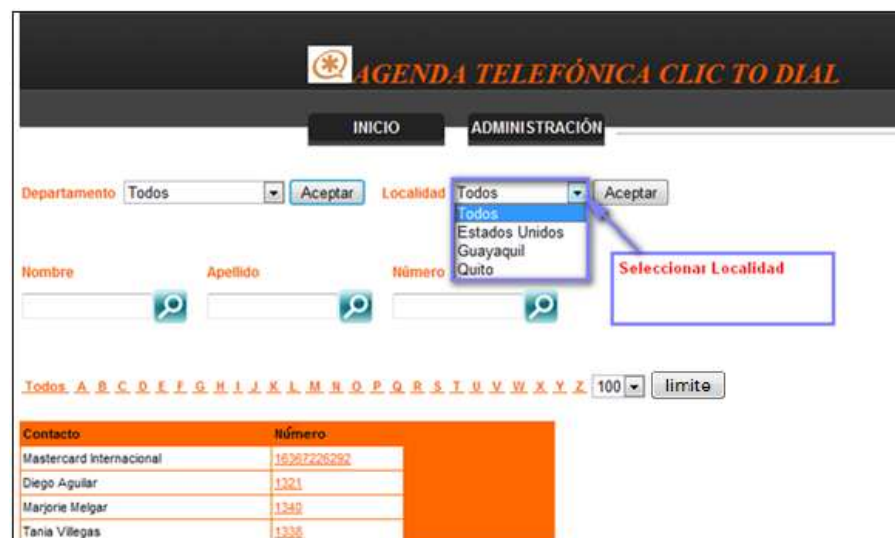 AGENDA TELEFÓNICA CLIC TO DIAL
INICIO ADMINISTRACIÓN
Departamento Todos Aceptar Localidad Todos Aceptar
Todos
Estados Unidos
Guayaquil
Quito
Seleccionar Localidad
Nombre Apellido Número
Todos A B C D E F G H I J K L M N O P Q R S T U V W X Y Z 100 limite
Contacto Número
Mastercard Internacional 16367226292
Diego Aguilar 1321
Marjorie Melgar 1340
Tania Villegas 1338